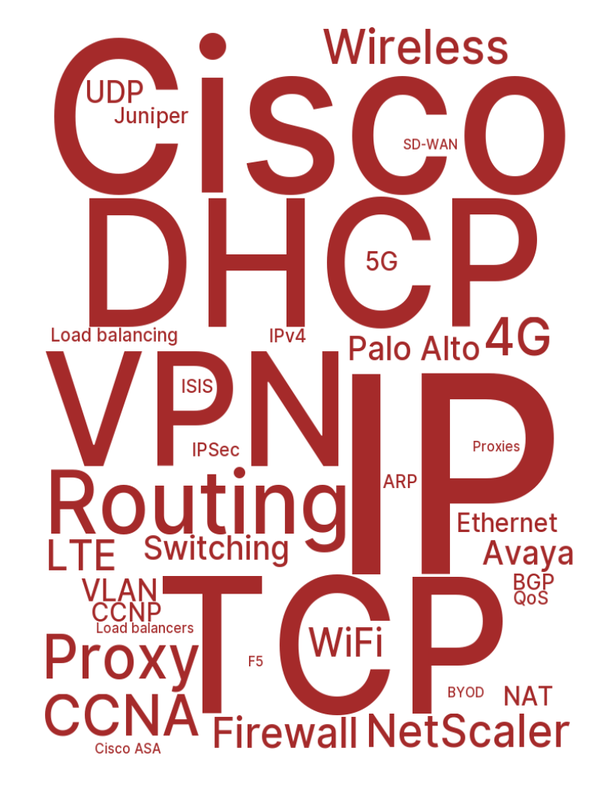 Wireless
Cisco
UDP
Juniper
SD-WAN
DHCP
5G
Load balancing
IPv4
Palo Alto
4G
VPN
ISIS
IPSec
IP
Proxies
ARP
Routing
Ethernet
LTE
Switching
Avaya
BGP
QoS
VLAN
CCNP
Load balancers
TCP
WiFi
Proxy
F5
BYOD
NAT
CCNA
Firewall
NetScaler
Cisco ASA